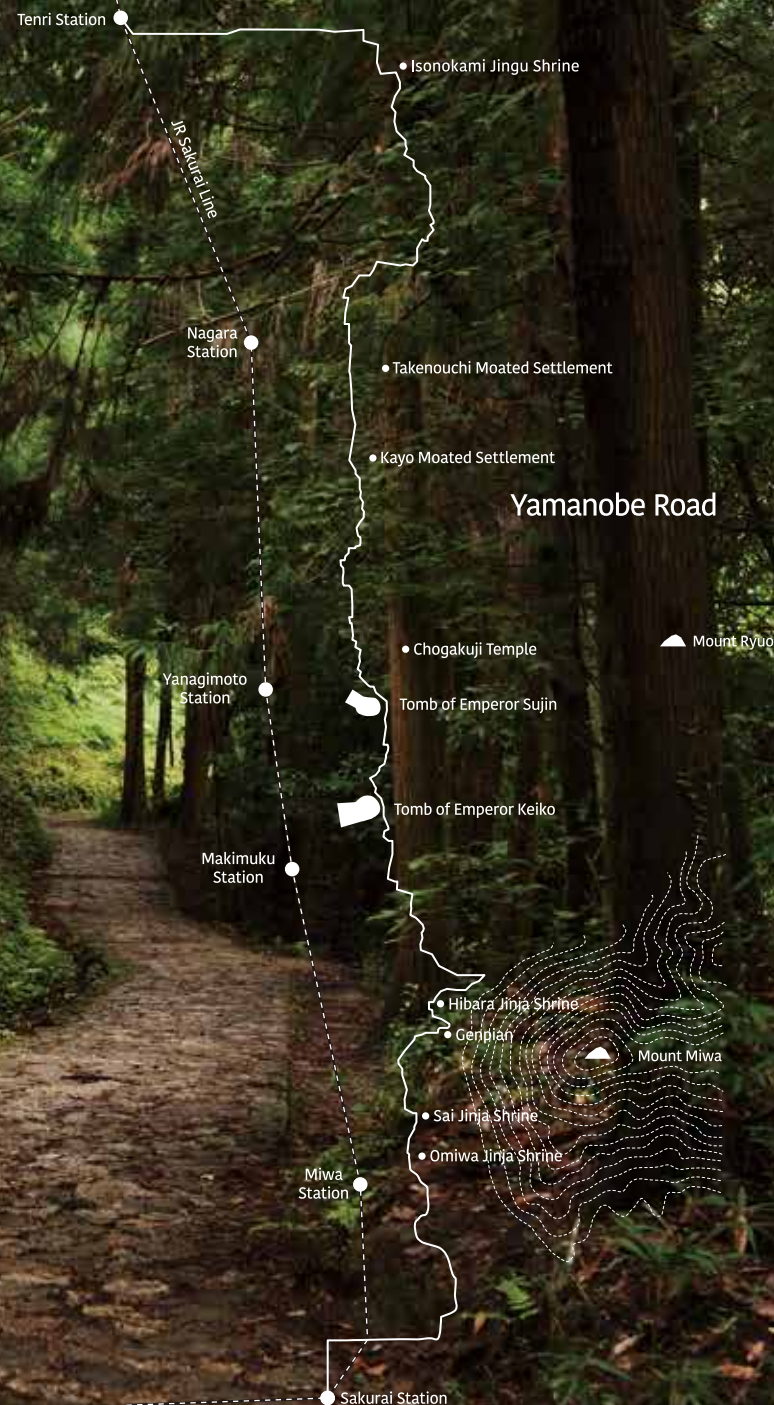 Tenri Station
Isonokami Jingu Shrine
JR Sakurai Line
Nagara
Station
Takenouchi Moated Settlement
Kayo Moated Settlement
Yamanobe Road
Mount Ryuo
Chogakuji Temple
Yanagimoto
Station
Tomb of Emperor Sujin
Tomb of Emperor Keiko
Makimuku
Station
Hibara Jinja Shrine
Genpian
Mount Miwa
Sai Jinja Shrine
Omiwa Jinja Shrine
Miwa
Station
Sakurai Station